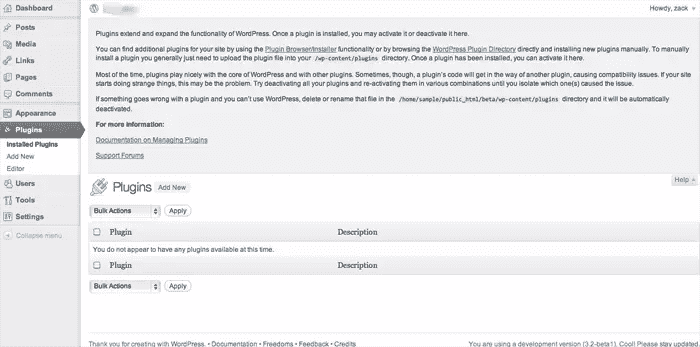 Dashboard
Howdy, zack
Posts
Media
Links
Pages
Comments
Appearance
Plugins
Installed Plugins
Add New
Editor
Users
Tools
Settings
Collapse menu
Plugins extend and expand the functionality of WordPress. Once a plugin is installed, you may activate it or deactivate it here.
You can find additional plugins for your site by using the Plugin Browser/Installer functionality or by browsing the WordPress Plugin Directory directly and installing new plugins manually. To manually
install a plugin you generally just need to upload the plugin file into your /wp-content/plugins directory. Once a plugin has been installed, you can activate it here.
Most of the time, plugins play nicely with the core of WordPress and with other plugins. Sometimes, though, a plugin's code will get in the way of another plugin, causing compatibility issues. If your site
starts doing strange things, this may be the problem. Try deactivating all your plugins and re-activating them in various combinations until you isolate which one(s) caused the issue.
If something goes wrong with a plugin and you can't use WordPress, delete or rename that file in the /home/sample/public_html/beta/wp-content/plugins directory and it will be automatically
deactivated.
For more information:
Documentation on Managing Plugins
Support Forums
Help
Plugins Add New
Bulk Actions Apply
Plugin Description
You do not appear to have any plugins available at this time.
Plugin Description
Bulk Actions Apply
Thank you for creating with WordPress. • Documentation • Freedoms • Feedback • Credits
You are using a development version (3.2-beta1). Cool! Please stay updated.